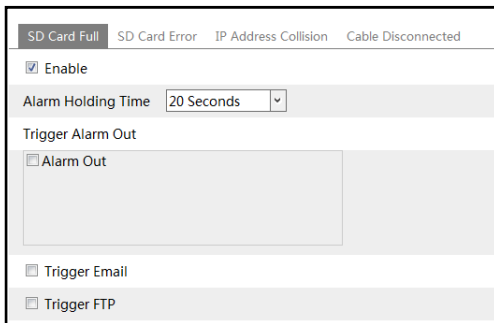 SD Card Full SD Card Error IP Address Collision Cable Disconnected
Enable
Alarm Holding Time 20 Seconds
Trigger Alarm Out
Alarm Out
Trigger Email
Trigger FTP